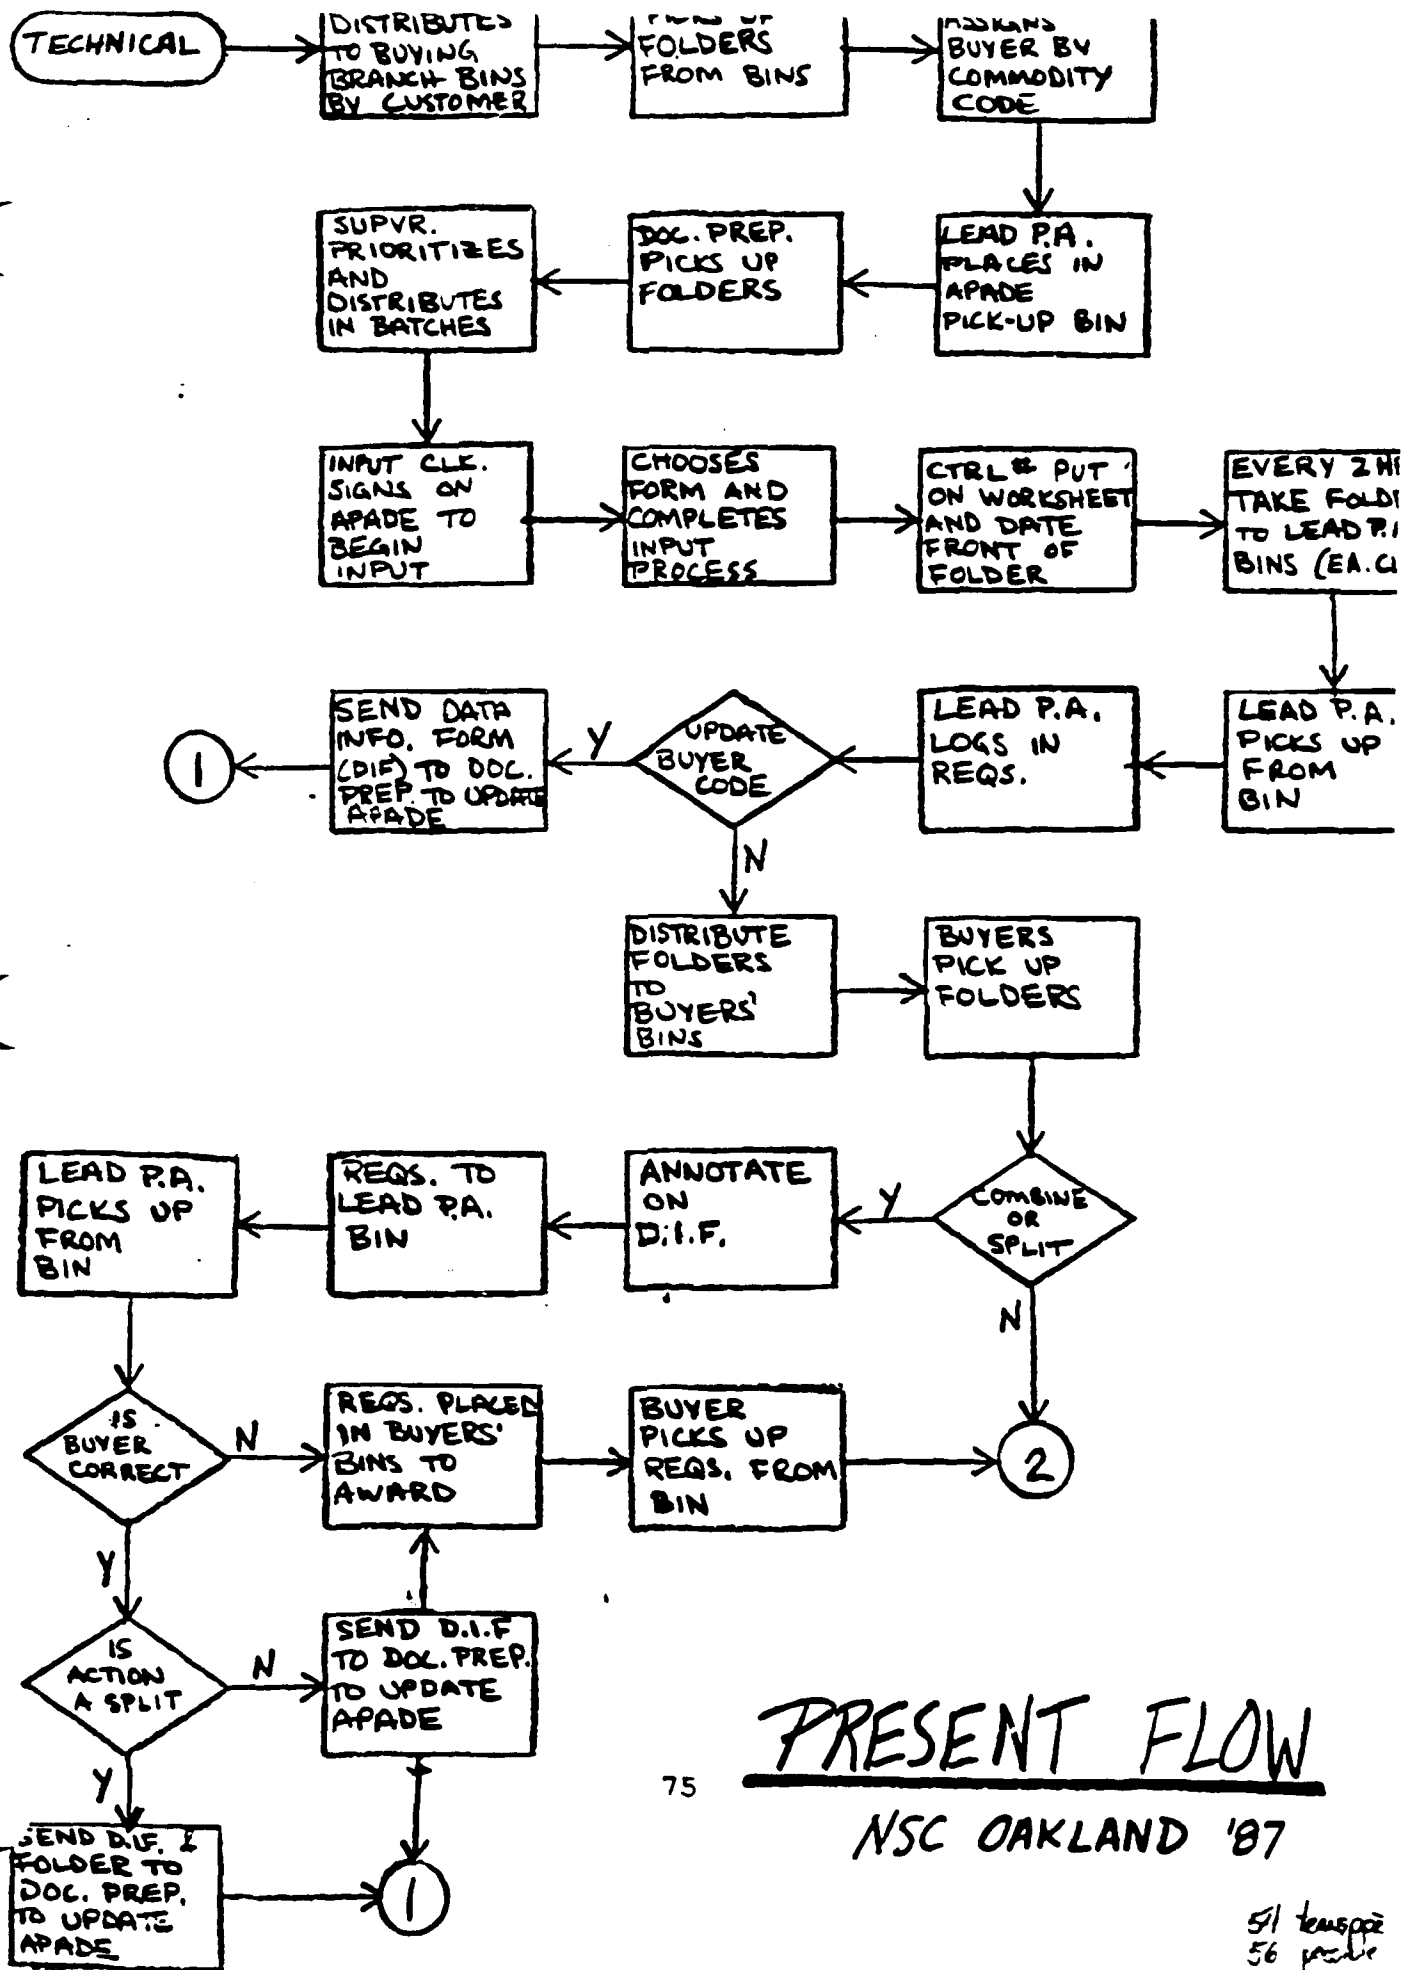 TECHNICAL
DISTRIBUTES
TO BUYING
BRANCH BINS
BY CUSTOMER
PICKS UP
FOLDERS
FROM BINS
ASSIGNS
BUYER BY
COMMODITY
CODE
SUPVR.
PRIORITIZES
AND
DISTRIBUTES
IN BATCHES
DOC. PREP.
PICKS UP
FOLDERS
LEAD P.A.
PLACES IN
APADE
PICK-UP BIN
INPUT CLK.
SIGNS ON
APADE TO
BEGIN
INPUT
CHOOSES
FORM AND
COMPLETES
INPUT
PROCESS
CTRL # PUT
ON WORKSHEET
AND DATE
FRONT OF
FOLDER
EVERY 2
TAKE
TO LEAD
BINS (EA.
1
SEND DATA
INFO. FORM
(DIF) TO DOC.
PREP. TO UPDATE
APADE
Y
UPDATE
BUYER
CODE
N
LEAD P.A.
LOGS IN
REQS.
LEAD P.A.
PICKS UP
FROM
BIN
DISTRIBUTE
FOLDERS
TO
BUYERS'
BINS
BUYERS
PICK UP
FOLDERS
LEAD P.A.
PICKS UP
FROM
BIN
REQS. TO
LEAD P.A.
BIN
ANNOTATE
ON
D.I.F.
Y
COMBINE
OR
SPLIT
N
IS
BUYER
CORRECT
N
REQS. PLACED
IN BUYERS'
BINS TO
AWARD
BUYER
PICKS UP
REQS. FROM
BIN
2
Y
IS
ACTION
A SPLIT
N
SEND D.I.F
TO DOC. PREP.
TO UPDATE
APADE
Y
SEND D.I.F. &
FOLDER TO
DOC. PREP.
TO UPDATE
APADE
1
75
PRESENT FLOW
NSC OAKLAND '87
56